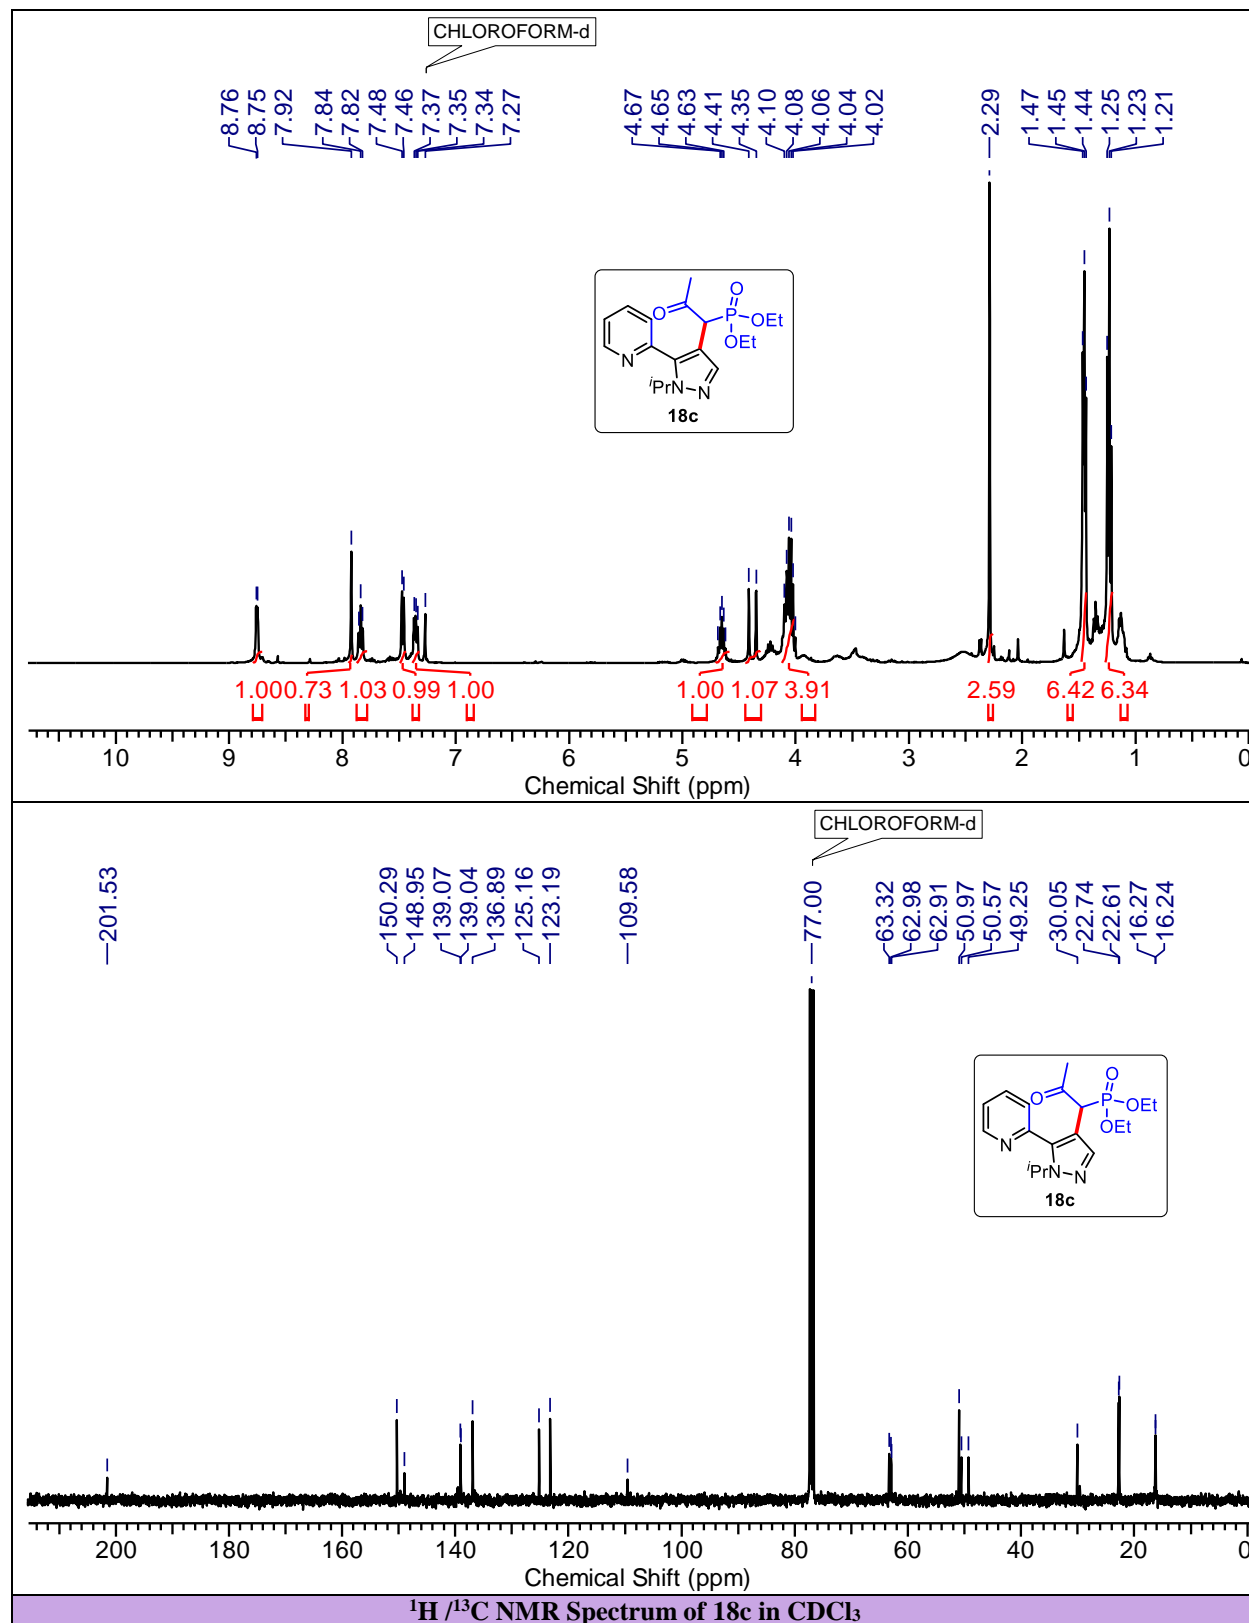 CHLOROFORM-d
8.76 8.75 7.92 7.84 7.82 7.48 7.46 7.37 7.35 7.34 7.27 4.67 4.65 4.63 4.41 4.35 4.10 4.08 4.06 4.04 4.02 2.29 1.47 1.45 1.44 1.25 1.23 1.21
O
O P OEt
OEt
N
ⁱPrN N
18c
1.00 0.73 1.03 0.99 1.00 1.00 1.07 3.91 2.59 6.42 6.34
10 9 8 7 6 5 4 3 2 1 0
Chemical Shift (ppm)
CHLOROFORM-d
201.53 150.29 148.95 139.07 139.04 136.89 125.16 123.19 109.58 77.00 63.32 62.98 62.91 50.97 50.57 49.25 30.05 22.74 22.61 16.27 16.24
O
O P OEt
OEt
N
ⁱPrN N
18c
200 180 160 140 120 100 80 60 40 20 0
Chemical Shift (ppm)
¹H /¹³C NMR Spectrum of 18c in CDCl₃